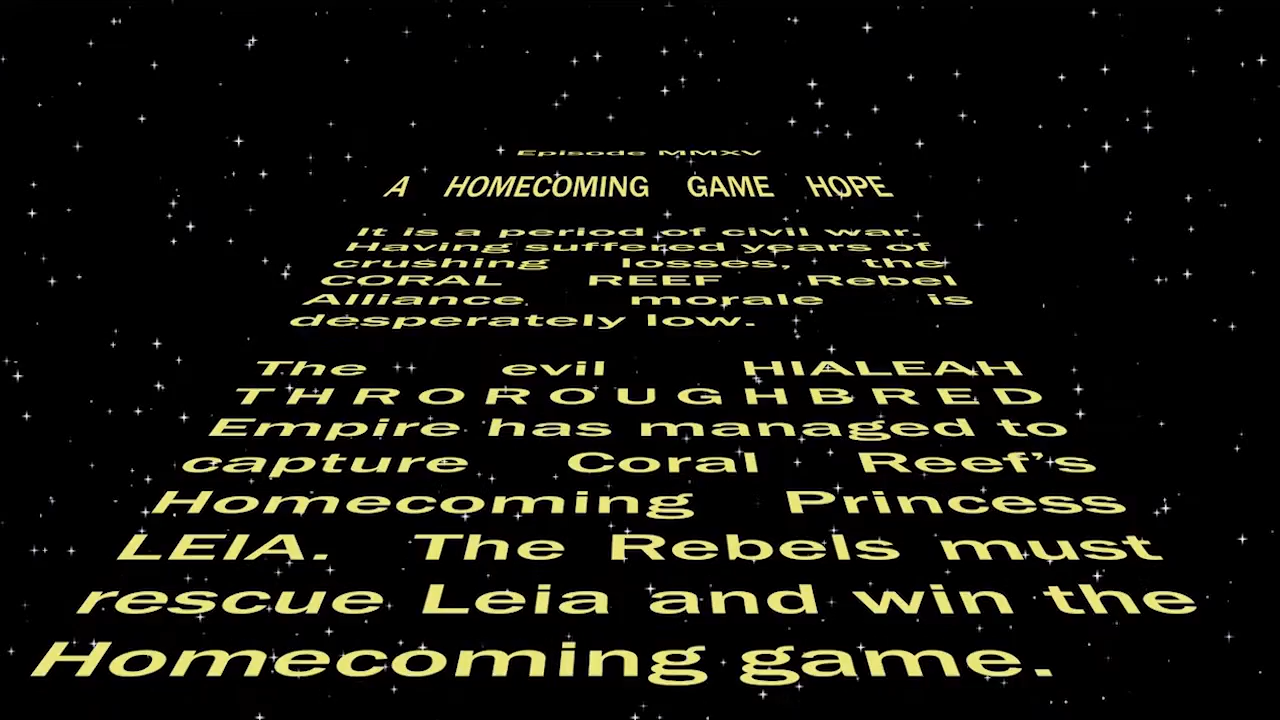 Episode MMXV
A HOMECOMING GAME HOPE
It is a period of civil war.
Having suffered years of
crushing losses, the
CORAL REEF Rebel
Alliance morale is
desperately low.
The evil HIALEAH
THROROUGHBRED
Empire has managed to
capture Coral Reef’s
Homecoming Princess
LEIA. The Rebels must
rescue Leia and win the
Homecoming game.